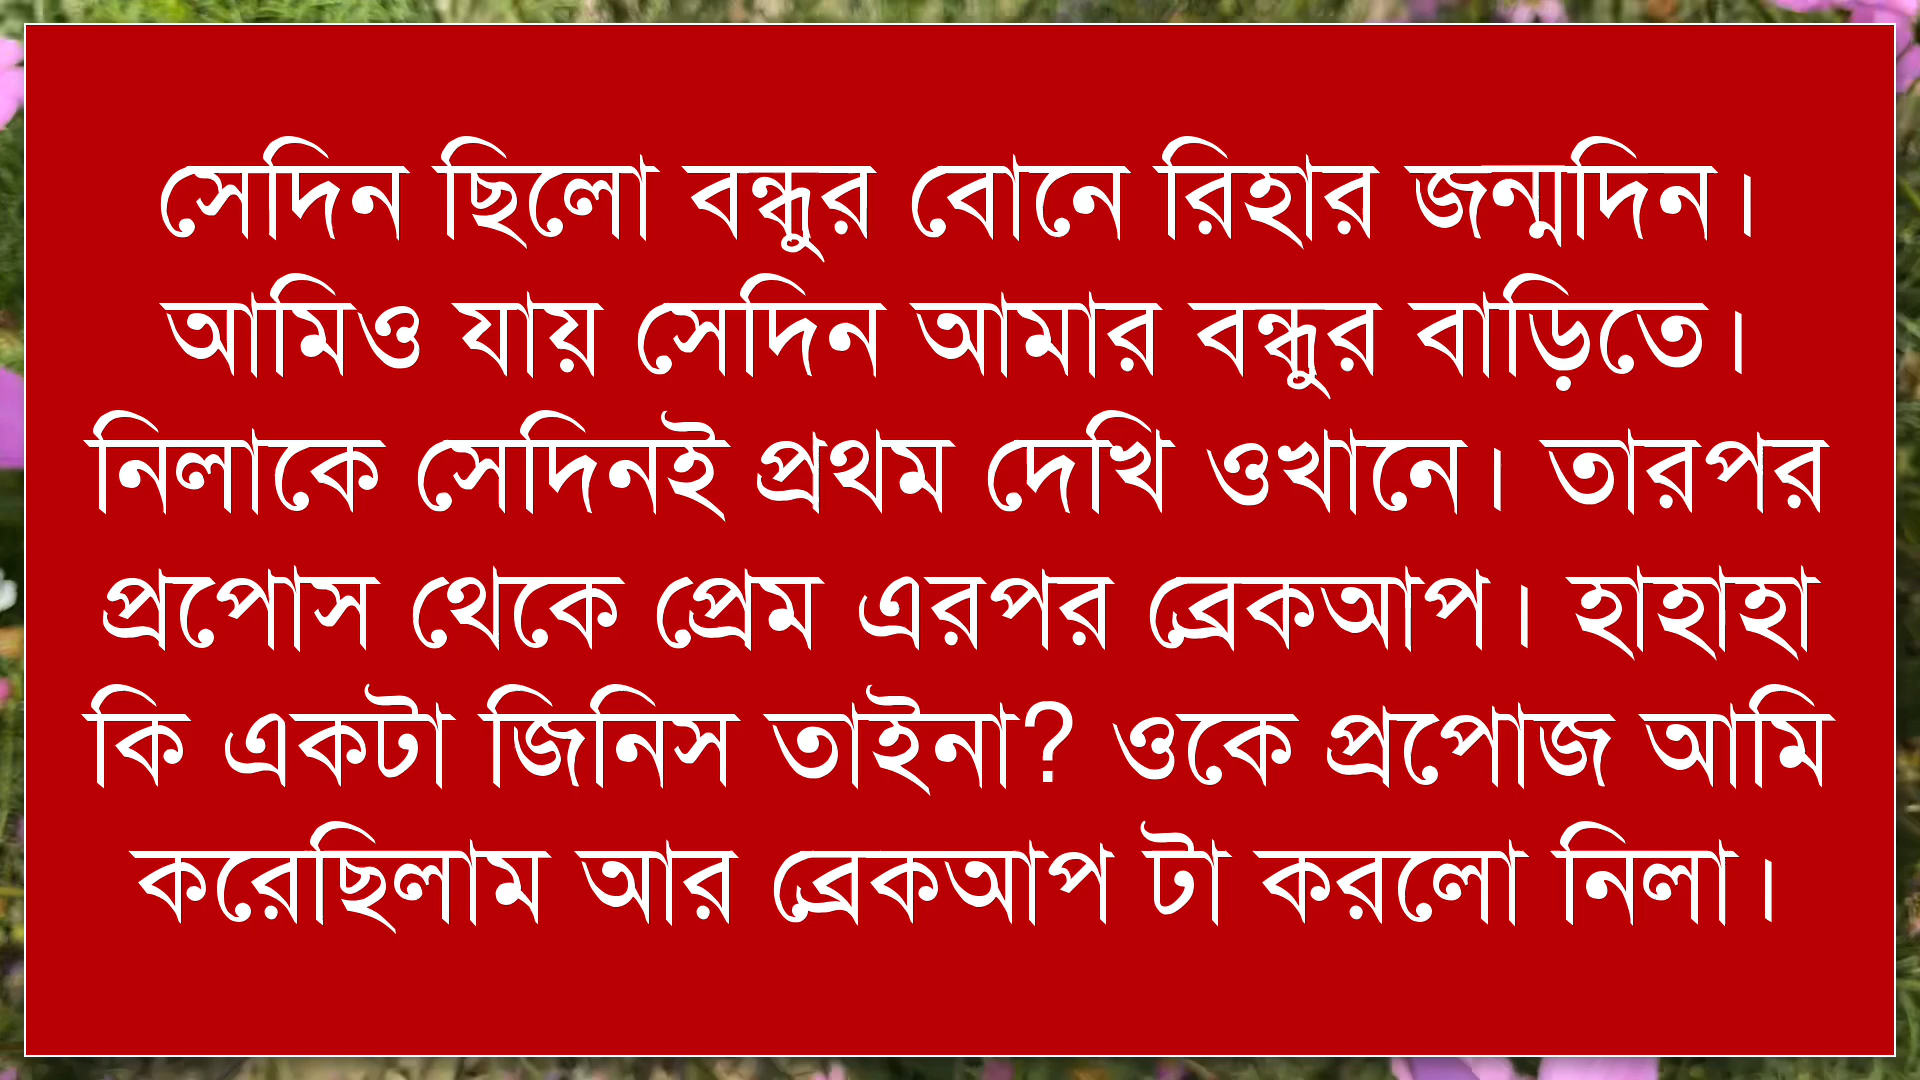 সেদিন ছিলো বন্ধুর বোনে রিহার জন্মদিন।
আমিও যায় সেদিন আমার বন্ধুর বাড়িতে।
নিলাকে সেদিনই প্রথম দেখি ওখানে। তারপর
প্রপোস থেকে প্রেম এরপর ব্রেকআপ। হাহাহা
কি একটা জিনিস তাইনা? ওকে প্রপোজ আমি
করেছিলাম আর ব্রেকআপ টা করলো নিলা।